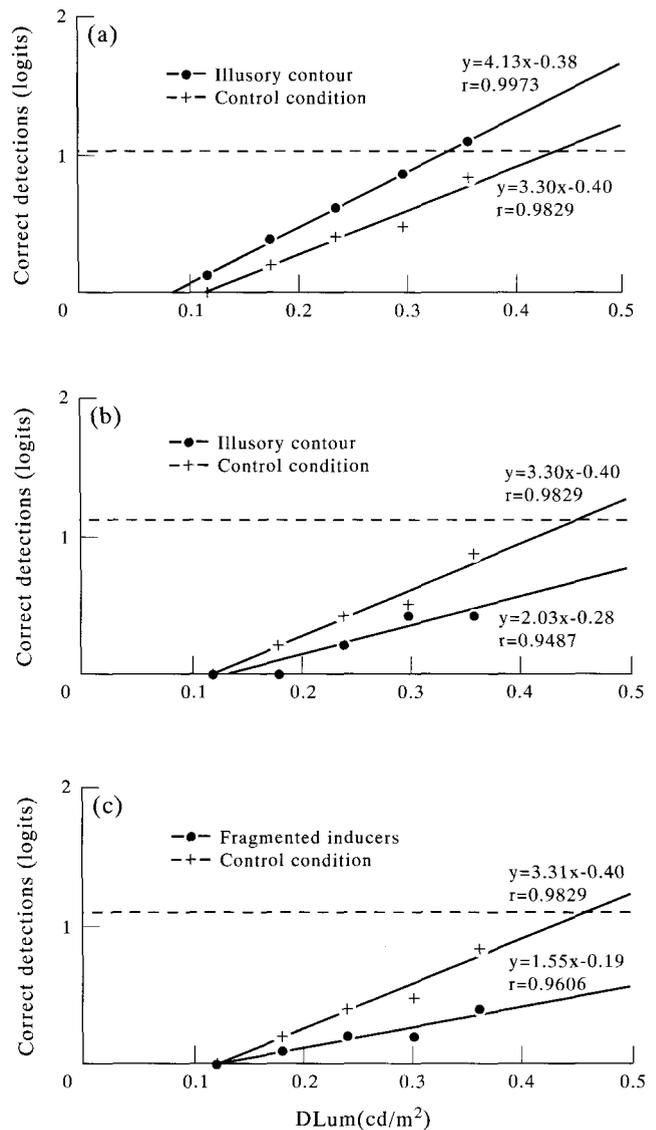 2
(a)
Illusory contour
Control condition
y=4.13x-0.38
r=0.9973
1
y=3.30x-0.40
r=0.9829
Correct detections (logits)
0
0.1
0.2
0.3
0.4
0.5
2
(b)
Illusory contour
Control condition
y=3.30x-0.40
r=0.9829
1
y=2.03x-0.28
r=0.9487
Correct detections (logits)
0
0.1
0.2
0.3
0.4
0.5
2
(c)
Fragmented inducers
Control condition
y=3.31x-0.40
r=0.9829
1
y=1.55x-0.19
r=0.9606
Correct detections (logits)
0
0.1
0.2
0.3
0.4
0.5
DLum(cd/m²)